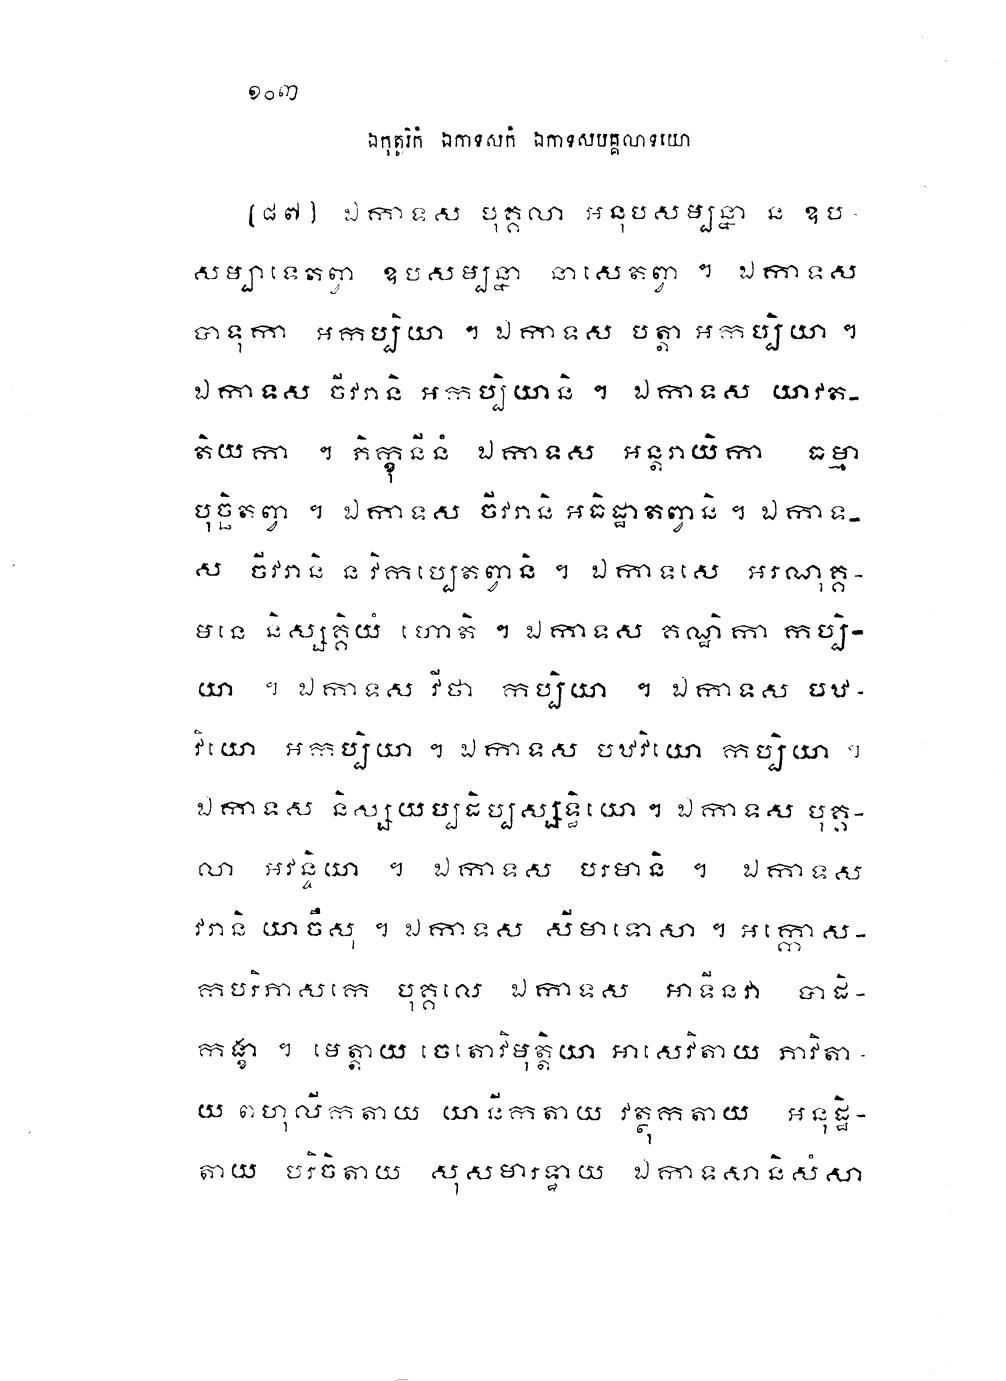 ១០៣
ឯកុត្តរិកំ ឯកាទសកំ ឯកាទសបគ្គលាទយោ
(៨៧) ឯកាទស បុគ្គលា អនុបសម្បន្នា ន ឧប-
សម្បាទេតព្វា ឧបសម្បន្នា នាសេតព្វា ។ ឯកាទស
បាទុកា អកប្បិយា ។ ឯកាទស បត្តា អកប្បិយា ។
ឯកាទស ចីវរានិ អកប្បិយានិ ។ ឯកាទស យាវត-
តិយកា ។ ភិក្ខុនីនំ ឯកាទស អន្តរាយិកា ធម្មា
បុច្ឆិតព្វា ។ ឯកាទស ចីវរានិ អធិដ្ឋាតព្វានិ ។ ឯកាទ-
ស ចីវរានិ ន វិកប្បេតព្វានិ ។ ឯកាទសេ អរុណុគ្គ-
មនេ និស្សគ្គិយំ ហោតិ ។ ឯកាទស គណ្ឋិកា កប្បិ-
យា ។ ឯកាទស វីថា កប្បិយា ។ ឯកាទស បឋ-
វិយោ អកប្បិយា ។ ឯកាទស បឋវិយោ កប្បិយា ។
ឯកាទស និស្សយប្បដិប្បស្សទ្ធិយោ ។ ឯកាទស បុគ្គ-
លា អវន្ទិយា ។ ឯកាទស បរមានិ ។ ឯកាទស
វរានិ យាចឹសុ ។ ឯកាទស សីមាទោសា ។ អក្កោស-
កបរិភាសកេ បុគ្គលេ ឯកាទស អាទីនវា បាដិ-
កង្ខា ។ មេត្តាយ ចេតោវិមុត្តិយា អាសេវិតាយ ភាវិតា-
យ ពហុលីកតាយ យានីកតាយ វត្ថុកតាយ អនុដ្ឋិ-
តាយ បរិចិតាយ សុសមារទ្ធាយ ឯកាទសានិសំសា